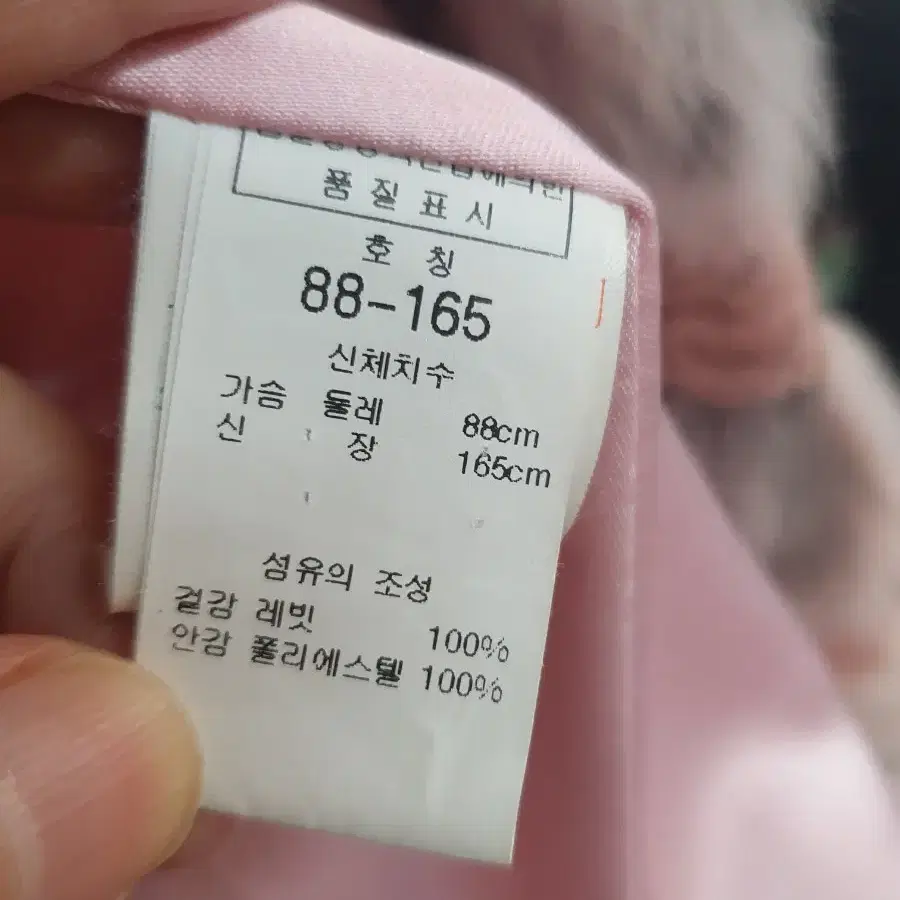 품 질 표 시
호 칭
88-165
신체치수
가슴 둘레 88cm
신 장 165cm
섬유의 조성
겉감 레빗 100%
안감 폴리에스텔 100%